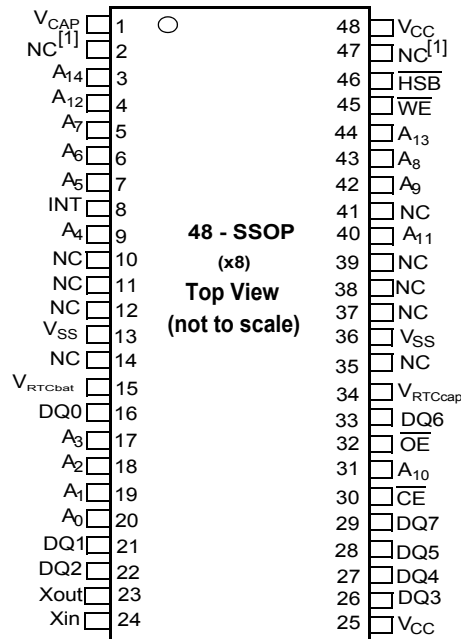 V_CAP 1 48 V_CC
NC[1] 2 47 NC[1]
A14 3 46 HSB
A12 4 45 WE
A7 5 44 A13
A6 6 43 A8
A5 7 42 A9
INT 8 41 NC
A4 9 48 - SSOP 40 A11
NC 10 (x8) 39 NC
NC 11 Top View 38 NC
NC 12 (not to scale) 37 NC
VSS 13 36 VSS
NC 14 35 NC
VRTCbat 15 34 VRTCcap
DQ0 16 33 DQ6
A3 17 32 OE
A2 18 31 A10
A1 19 30 CE
A0 20 29 DQ7
DQ1 21 28 DQ5
DQ2 22 27 DQ4
Xout 23 26 DQ3
Xin 24 25 VCC